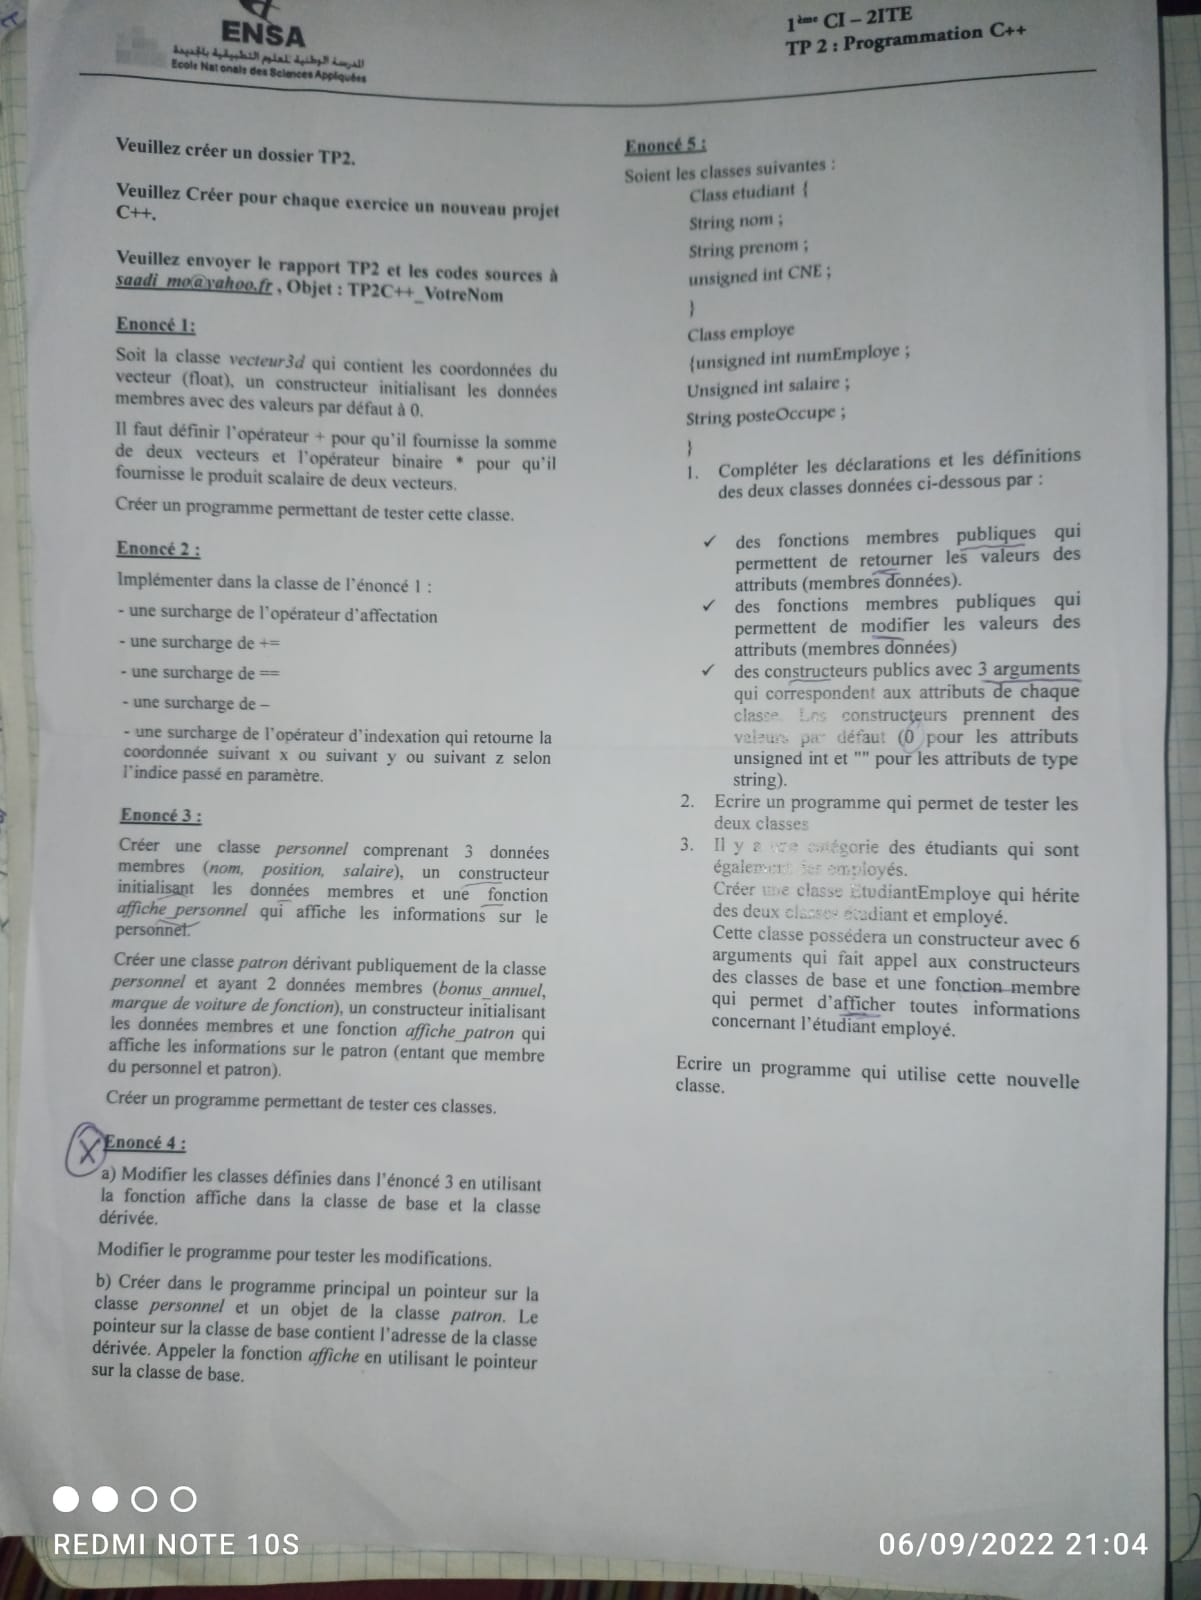 ENSA
المدرسة الوطنية للعلوم التطبيقية بالجديدة
Ecole Nationale des Sciences Appliquées
1ème CI – 2ITE
TP 2 : Programmation C++
Veuillez créer un dossier TP2.
Veuillez Créer pour chaque exercice un nouveau projet
C++.
Veuillez envoyer le rapport TP2 et les codes sources à
saadi_mo@yahoo.fr , Objet : TP2C++_VotreNom
Enoncé 1:
Soit la classe vecteur3d qui contient les coordonnées du
vecteur (float), un constructeur initialisant les données
membres avec des valeurs par défaut à 0.
Il faut définir l'opérateur + pour qu'il fournisse la somme
de deux vecteurs et l'opérateur binaire * pour qu'il
fournisse le produit scalaire de deux vecteurs.
Créer un programme permettant de tester cette classe.
Enoncé 2 :
Implémenter dans la classe de l'énoncé 1 :
- une surcharge de l'opérateur d'affectation
- une surcharge de +=
- une surcharge de ==
- une surcharge de –
- une surcharge de l'opérateur d'indexation qui retourne la
coordonnée suivant x ou suivant y ou suivant z selon
l'indice passé en paramètre.
Enoncé 3 :
Créer une classe personnel comprenant 3 données
membres (nom, position, salaire), un constructeur
initialisant les données membres et une fonction
affiche_personnel qui affiche les informations sur le
personnel.
Créer une classe patron dérivant publiquement de la classe
personnel et ayant 2 données membres (bonus_annuel,
marque de voiture de fonction), un constructeur initialisant
les données membres et une fonction affiche_patron qui
affiche les informations sur le patron (entant que membre
du personnel et patron).
Créer un programme permettant de tester ces classes.
X Enoncé 4 :
a) Modifier les classes définies dans l'énoncé 3 en utilisant
la fonction affiche dans la classe de base et la classe
dérivée.
Modifier le programme pour tester les modifications.
b) Créer dans le programme principal un pointeur sur la
classe personnel et un objet de la classe patron. Le
pointeur sur la classe de base contient l'adresse de la classe
dérivée. Appeler la fonction affiche en utilisant le pointeur
sur la classe de base.
Enoncé 5 :
Soient les classes suivantes :
Class etudiant {
String nom ;
String prenom ;
unsigned int CNE ;
}
Class employe
{unsigned int numEmploye ;
Unsigned int salaire ;
String posteOccupe ;
}
1. Compléter les déclarations et les définitions
des deux classes données ci-dessous par :
✓ des fonctions membres publiques qui
permettent de retourner les valeurs des
attributs (membres données).
✓ des fonctions membres publiques qui
permettent de modifier les valeurs des
attributs (membres données)
✓ des constructeurs publics avec 3 arguments
qui correspondent aux attributs de chaque
classe. Les constructeurs prennent des
valeurs par défaut (0 pour les attributs
unsigned int et "" pour les attributs de type
string).
2. Ecrire un programme qui permet de tester les
deux classes
3. Il y a une catégorie des étudiants qui sont
également des employés.
Créer une classe EtudiantEmploye qui hérite
des deux classes étudiant et employé.
Cette classe possédera un constructeur avec 6
arguments qui fait appel aux constructeurs
des classes de base et une fonction membre
qui permet d'afficher toutes informations
concernant l'étudiant employé.
Ecrire un programme qui utilise cette nouvelle
classe.
REDMI NOTE 10S
06/09/2022 21:04